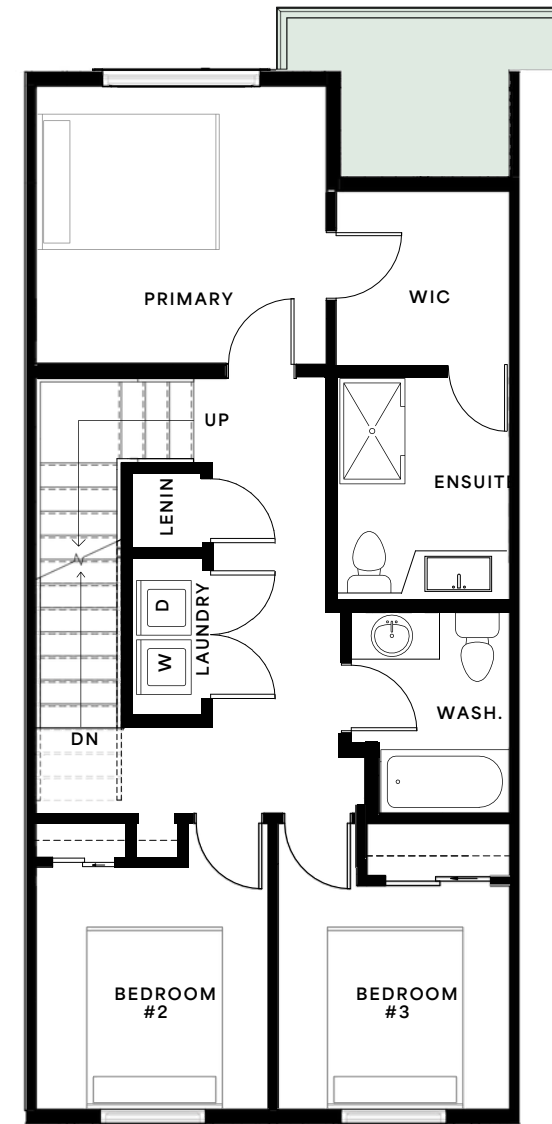 PRIMARY
WIC
UP
LENIN
ENSUIT
D
LAUNDRY
W
WASH.
DN
BEDROOM
#2
BEDROOM
#3